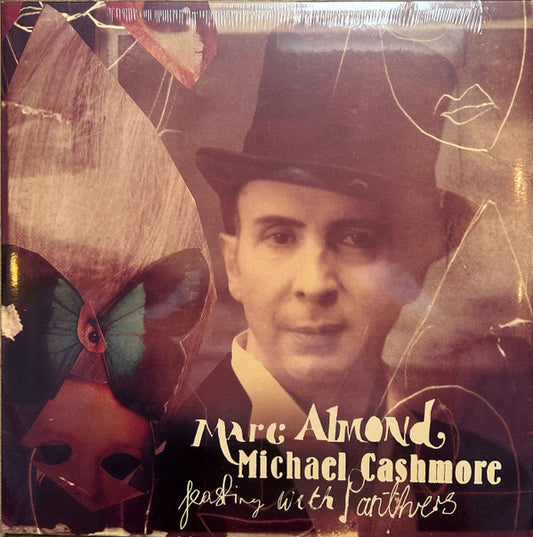 Marc Almond
Michael Cashmore
feasting with Panthers